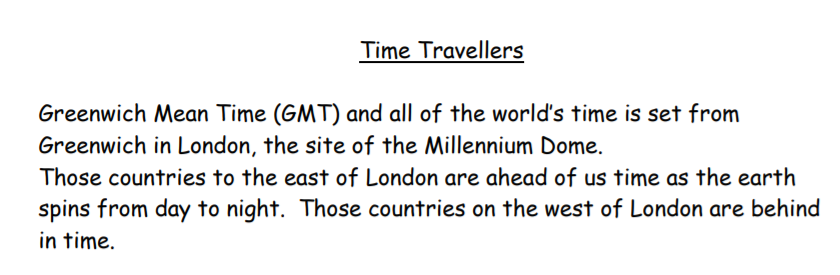 Time Travellers
Greenwich Mean Time (GMT) and all of the world's time is set from
Greenwich in London, the site of the Millennium Dome.
Those countries to the east of London are ahead of us time as the earth
spins from day to night.  Those countries on the west of London are behind
in time.